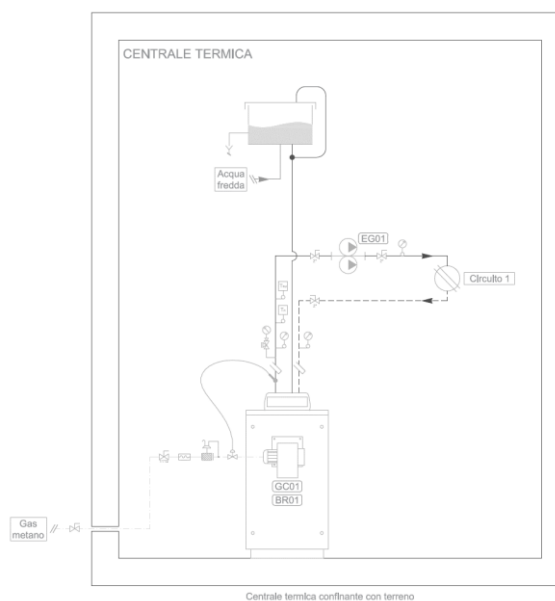 CENTRALE TERMICA
Acqua
fredda
EG01
Circuito 1
GC01
BR01
Gas
metano
Centrale termica confinante con terreno